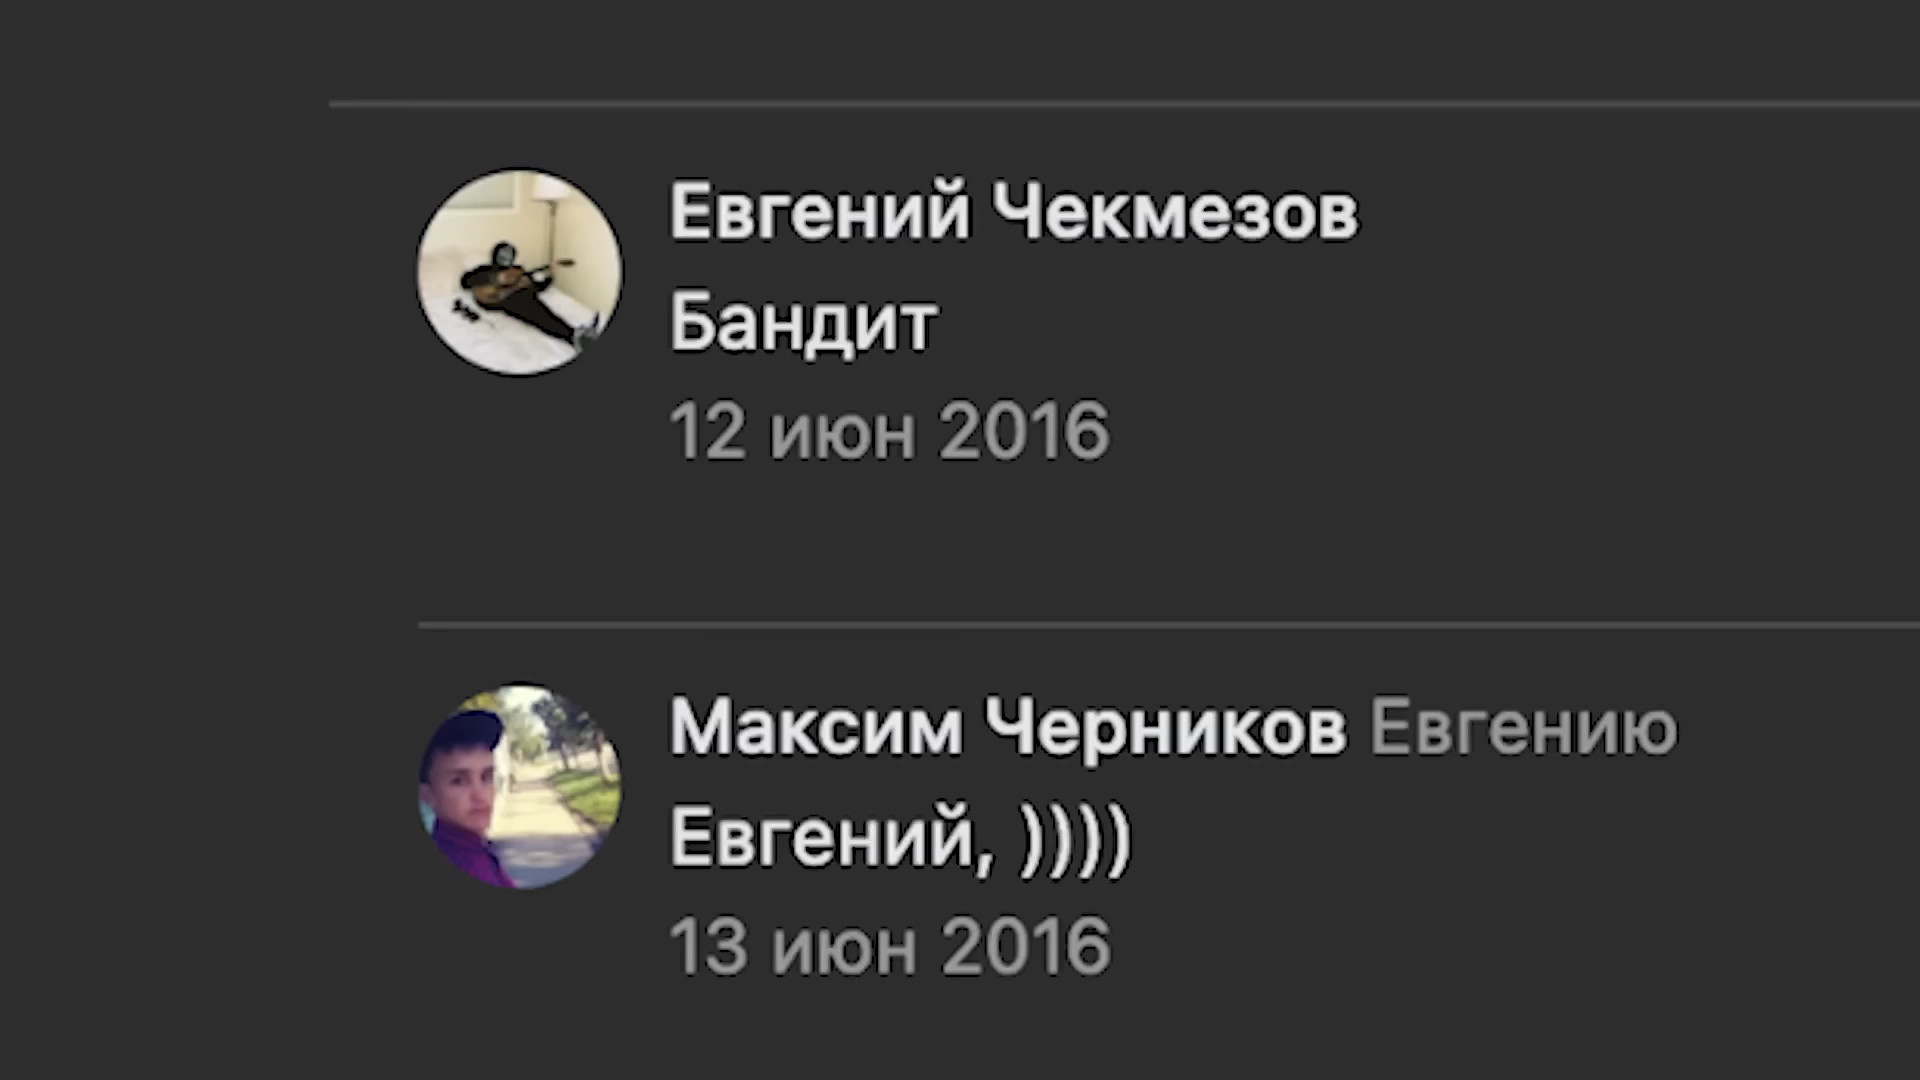 Евгений Чекмезов
Бандит
12 июн 2016
Максим Черников Евгению
Евгений, ))))
13 июн 2016